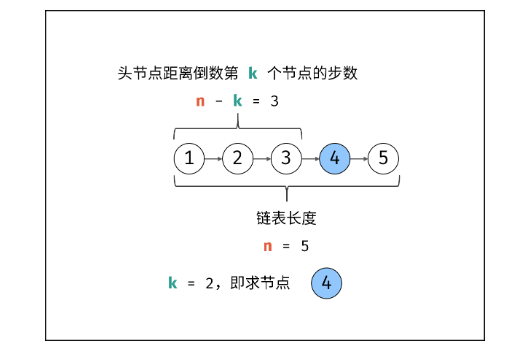 头节点距离倒数第 k 个节点的步数
n - k = 3
1 2 3 4 5
链表长度
n = 5
k = 2，即求节点 4